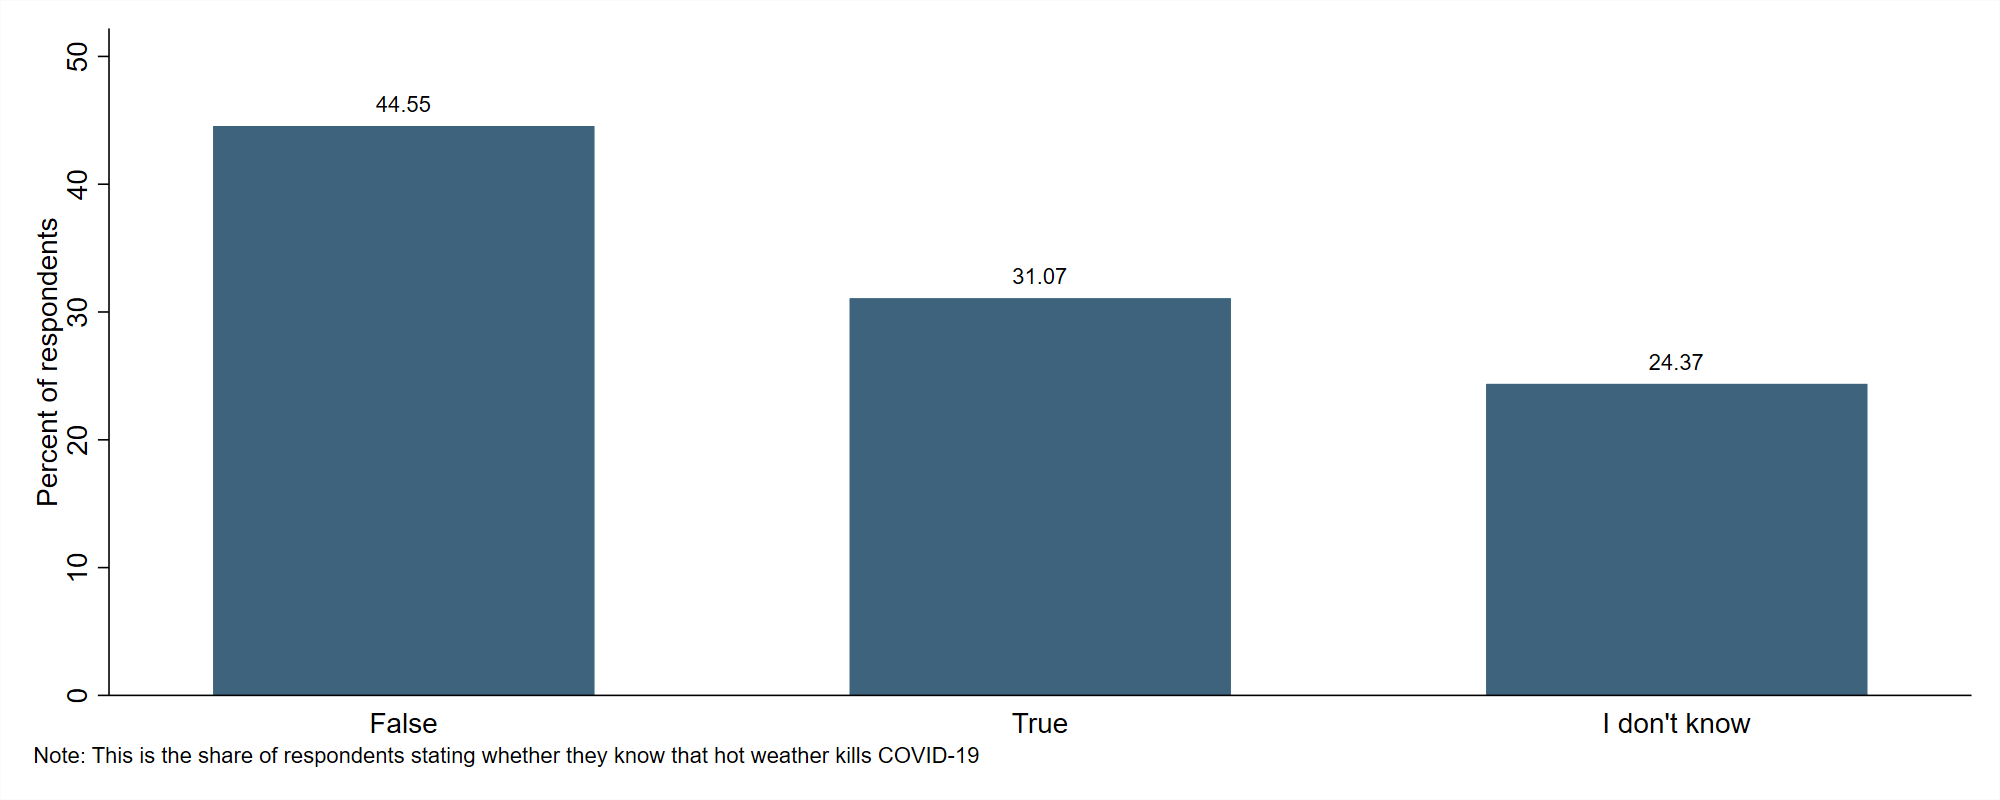 Percent of respondents
50
40
30
20
10
0
44.55
31.07
24.37
False
True
I don't know
Note: This is the share of respondents stating whether they know that hot weather kills COVID-19